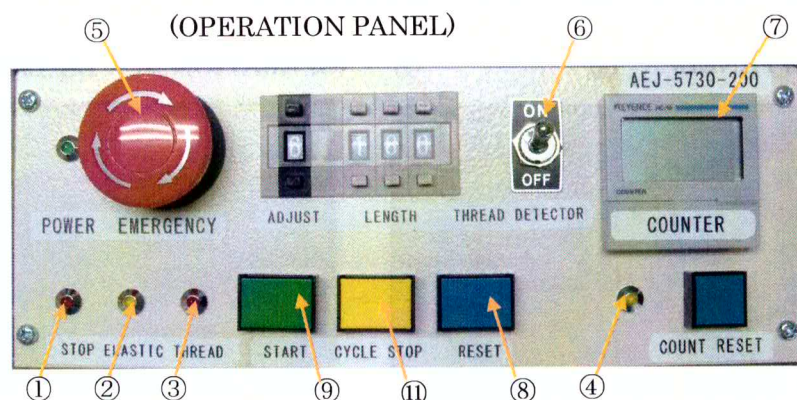 (OPERATION PANEL)
⑤ ⑥ ⑦
AEJ-5730-200
ON
OFF
POWER EMERGENCY
ADJUST LENGTH THREAD DETECTOR
COUNTER
STOP ELASTIC THREAD START CYCLE STOP RESET COUNT RESET
① ② ③ ⑨ ⑪ ⑧ ④